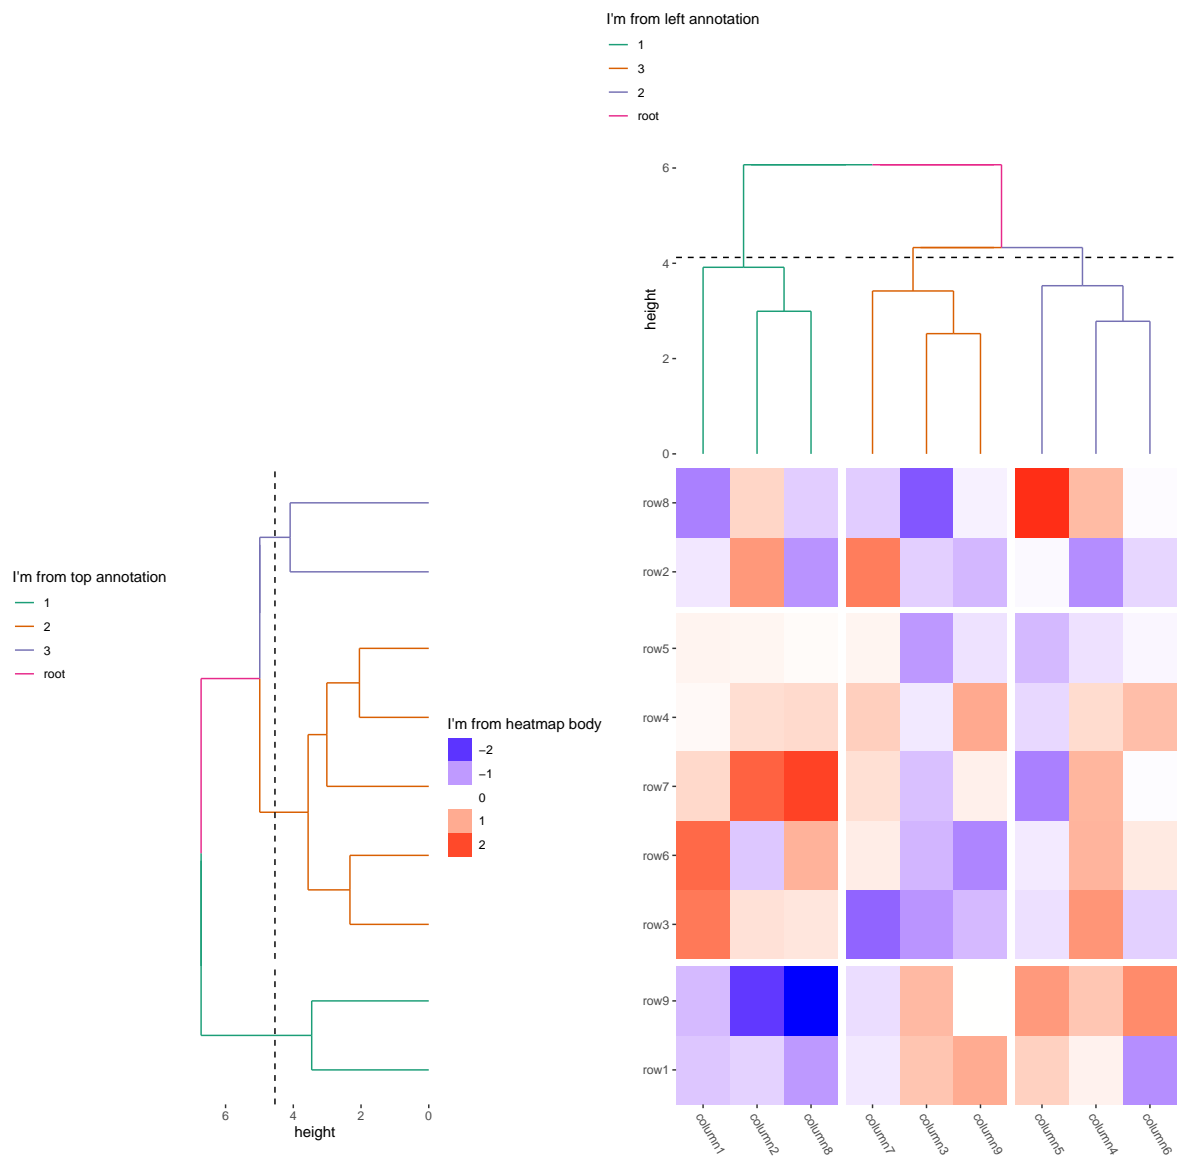 I'm from left annotation
1
3
2
root
6
4
2
0
height
I'm from top annotation
1
2
3
root
6
4
2
0
height
I'm from heatmap body
−2
−1
0
1
2
row8
row2
row5
row4
row7
row6
row3
row9
row1
column1
column2
column8
column7
column3
column9
column5
column4
column6